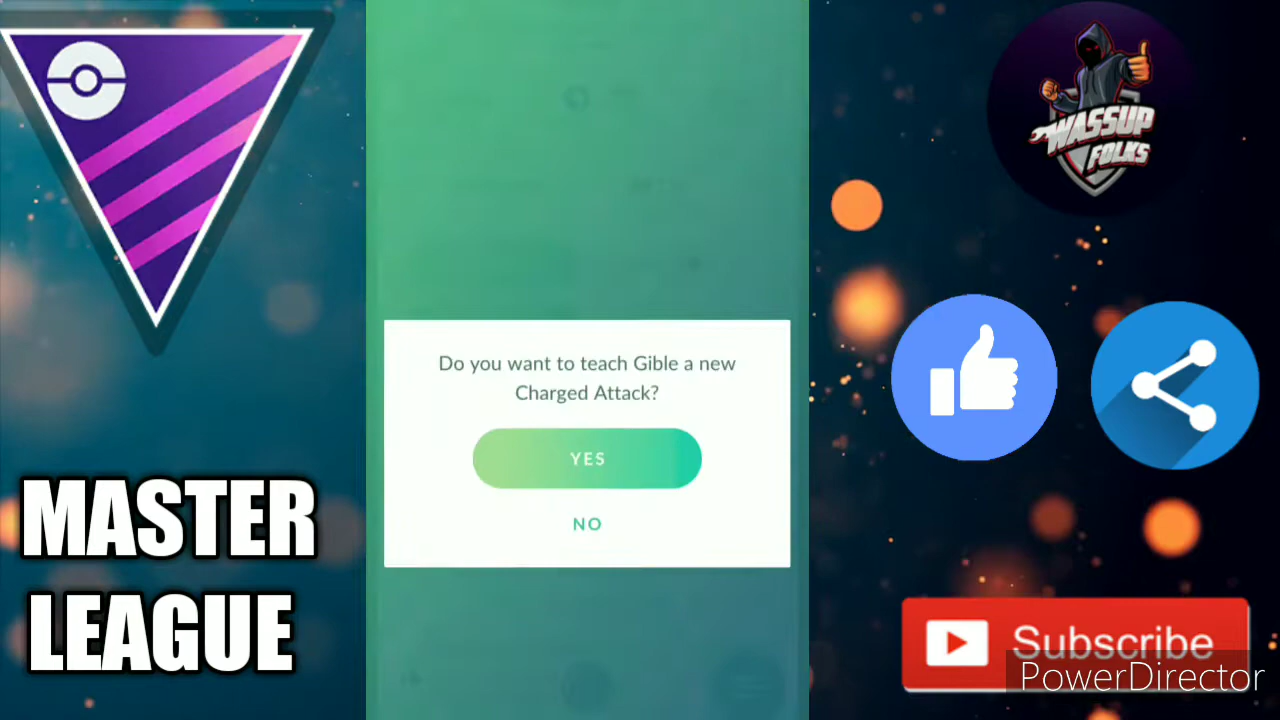 WASSUP
FOLKS
Do you want to teach Gible a new
Charged Attack?
YES
NO
MASTER
LEAGUE
Subscribe
PowerDirector